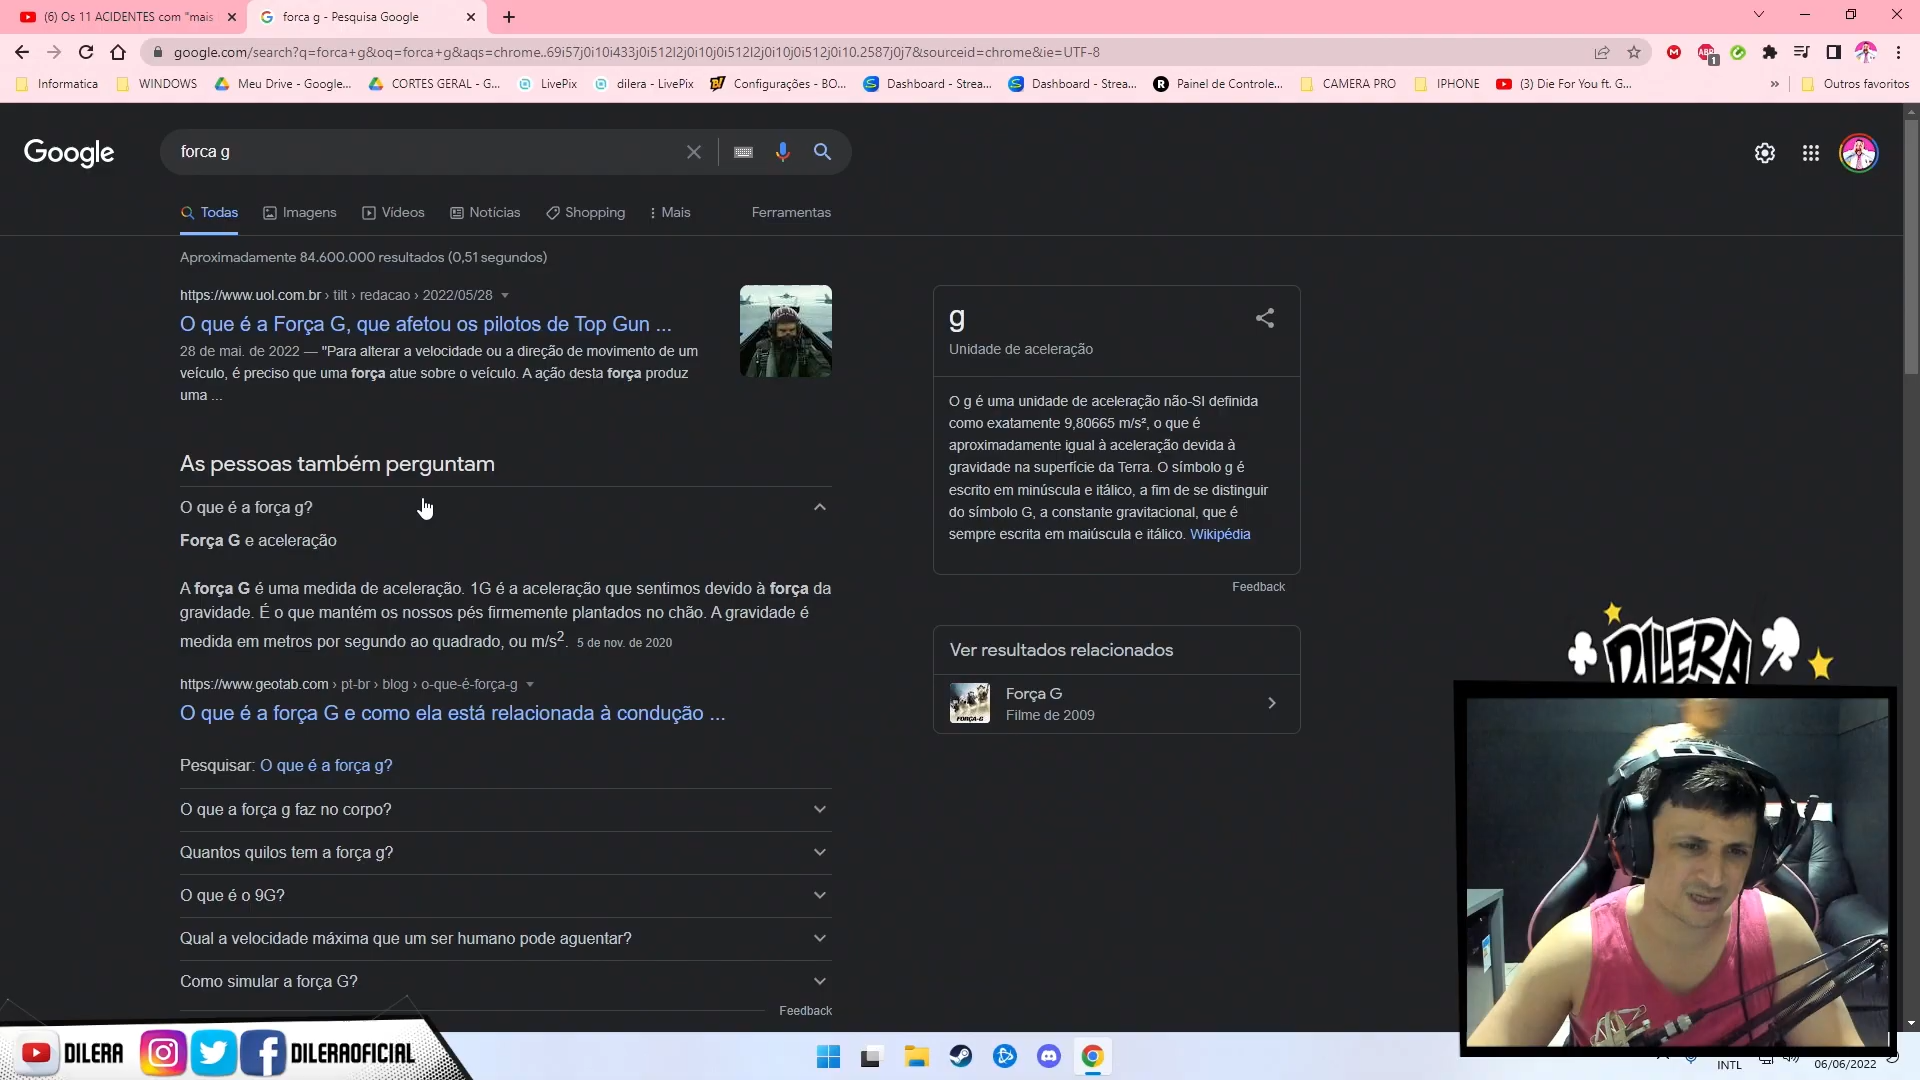 (6) Os 11 ACIDENTES com "mais
forca g - Pesquisa Google
google.com/search?q=forca+g&oq=forca+g&aqs=chrome..69i57j0i10i433j0i512l2j0i10j0i512l2j0i10j0i512j0i10.2587j0j7&sourceid=chrome&ie=UTF-8
ABP
1
Informatica
WINDOWS
Meu Drive - Google...
CORTES GERAL - G...
LivePix
dilera - LivePix
Configurações - BO...
Dashboard - Strea...
Dashboard - Strea...
Painel de Controle...
CAMERA PRO
IPHONE
(3) Die For You ft. G...
Outros favoritos
Google
forca g
Todas
Imagens
Vídeos
Notícias
Shopping
Mais
Ferramentas
Aproximadamente 84.600.000 resultados (0,51 segundos)
https://www.uol.com.br › tilt › redacao › 2022/05/28
O que é a Força G, que afetou os pilotos de Top Gun ...
28 de mai. de 2022 — "Para alterar a velocidade ou a direção de movimento de um
veículo, é preciso que uma força atue sobre o veículo. A ação desta força produz
uma ...
As pessoas também perguntam
O que é a força g?
Força G e aceleração
A força G é uma medida de aceleração. 1G é a aceleração que sentimos devido à força da
gravidade. É o que mantém os nossos pés firmemente plantados no chão. A gravidade é
medida em metros por segundo ao quadrado, ou m/s². 5 de nov. de 2020
https://www.geotab.com › pt-br › blog › o-que-é-força-g
O que é a força G e como ela está relacionada à condução ...
Pesquisar: O que é a força g?
O que a força g faz no corpo?
Quantos quilos tem a força g?
O que é o 9G?
Qual a velocidade máxima que um ser humano pode aguentar?
Como simular a força G?
Feedback
g
Unidade de aceleração
O g é uma unidade de aceleração não-SI definida
como exatamente 9,80665 m/s², o que é
aproximadamente igual à aceleração devida à
gravidade na superfície da Terra. O símbolo g é
escrito em minúscula e itálico, a fim de se distinguir
do símbolo G, a constante gravitacional, que é
sempre escrita em maiúscula e itálico. Wikipédia
Feedback
Ver resultados relacionados
FORÇA-G
Força G
Filme de 2009
DILERA
DILERA
DILERAOFICIAL
INTL
06/06/2022